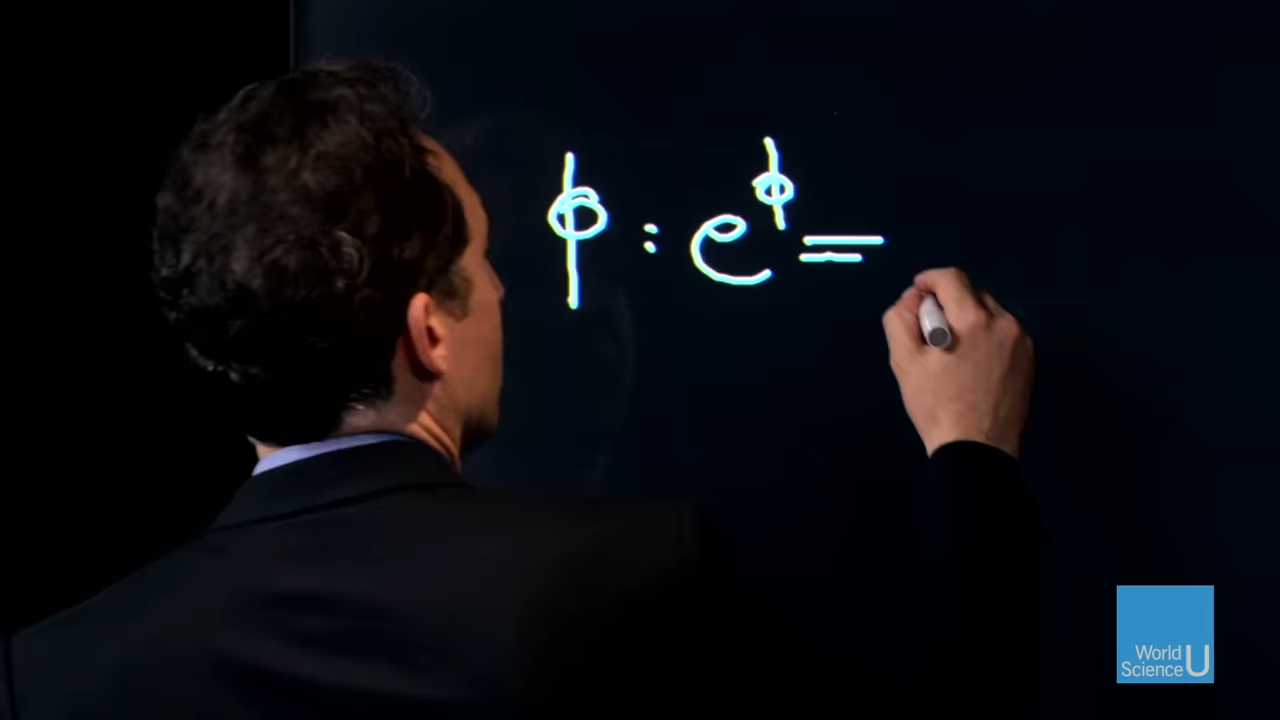 ϕ : e^ϕ =
World
Science U